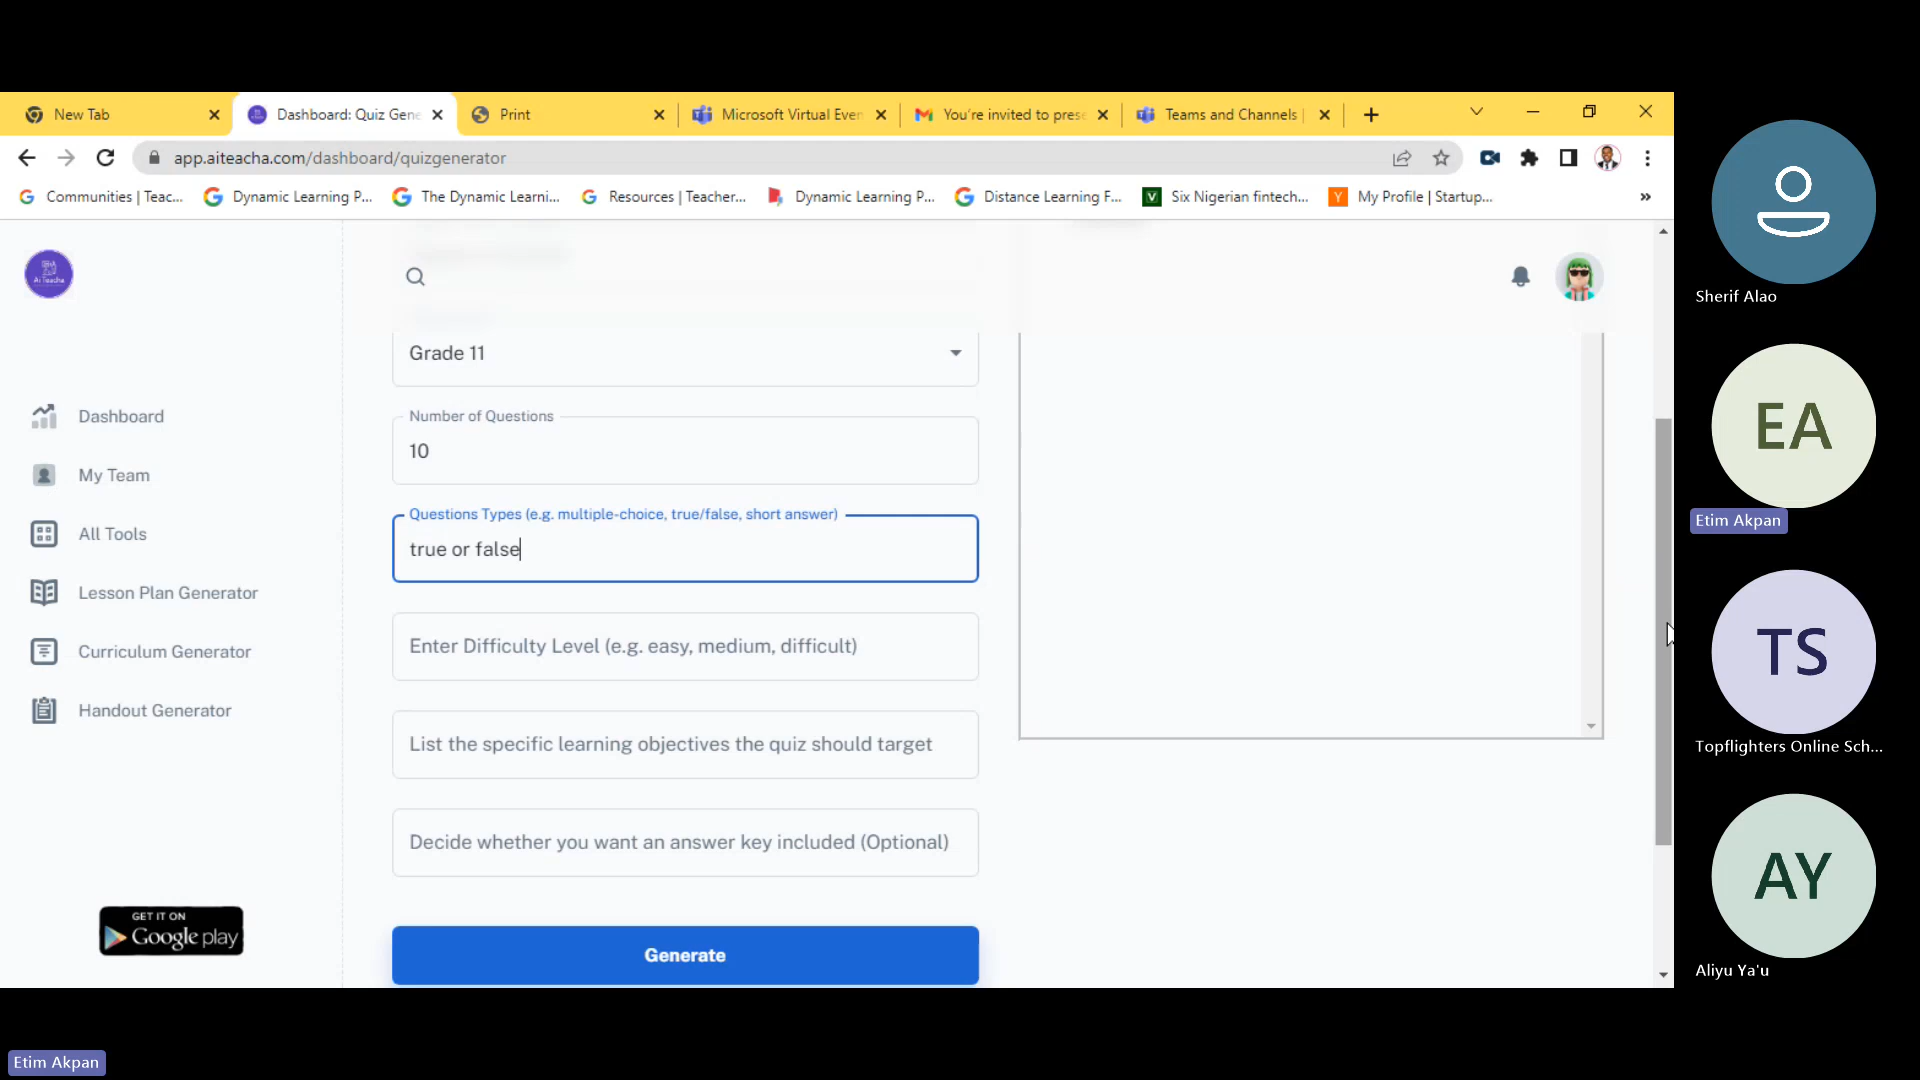 New Tab
Dashboard: Quiz Gene
Print
Microsoft Virtual Even
You're invited to prese
Teams and Channels |
app.aiteacha.com/dashboard/quizgenerator
Communities | Teac...
Dynamic Learning P...
The Dynamic Learni...
Resources | Teacher...
Dynamic Learning P...
Distance Learning F...
Six Nigerian fintech...
My Profile | Startup...
»
Ai Teacha
Dashboard
My Team
All Tools
Lesson Plan Generator
Curriculum Generator
Handout Generator
GET IT ON
Google play
Grade 11
Number of Questions
10
Questions Types (e.g. multiple-choice, true/false, short answer)
true or false
Enter Difficulty Level (e.g. easy, medium, difficult)
List the specific learning objectives the quiz should target
Decide whether you want an answer key included (Optional)
Generate
Sherif Alao
EA
Etim Akpan
TS
Topflighters Online Sch...
AY
Aliyu Ya'u
Etim Akpan